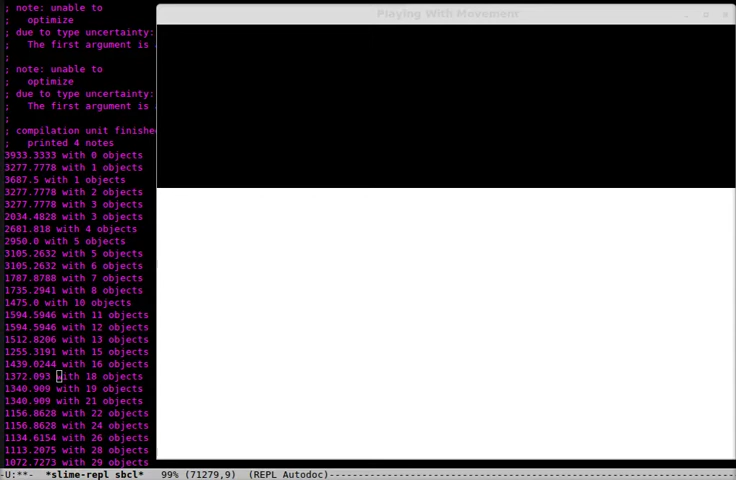 ; note: unable to
;   optimize
; due to type uncertainty:
;   The first argument is
;
; note: unable to
;   optimize
; due to type uncertainty:
;   The first argument is
;
; compilation unit finishe
;   printed 4 notes
3933.3333 with 0 objects
3277.7778 with 1 objects
3687.5 with 1 objects
3277.7778 with 2 objects
3277.7778 with 3 objects
2034.4828 with 3 objects
2681.818 with 4 objects
2950.0 with 5 objects
3105.2632 with 5 objects
3105.2632 with 6 objects
1787.8788 with 7 objects
1735.2941 with 8 objects
1475.0 with 10 objects
1594.5946 with 11 objects
1594.5946 with 12 objects
1512.8206 with 13 objects
1255.3191 with 15 objects
1439.0244 with 16 objects
1372.093 with 18 objects
1340.909 with 19 objects
1340.909 with 21 objects
1156.8628 with 22 objects
1156.8628 with 24 objects
1134.6154 with 26 objects
1113.2075 with 28 objects
1072.7273 with 29 objects
-U:**-  *slime-repl sbcl*   99% (71279,9)  (REPL Autodoc)-----------------------------------------------------------------------
Playing With Movement